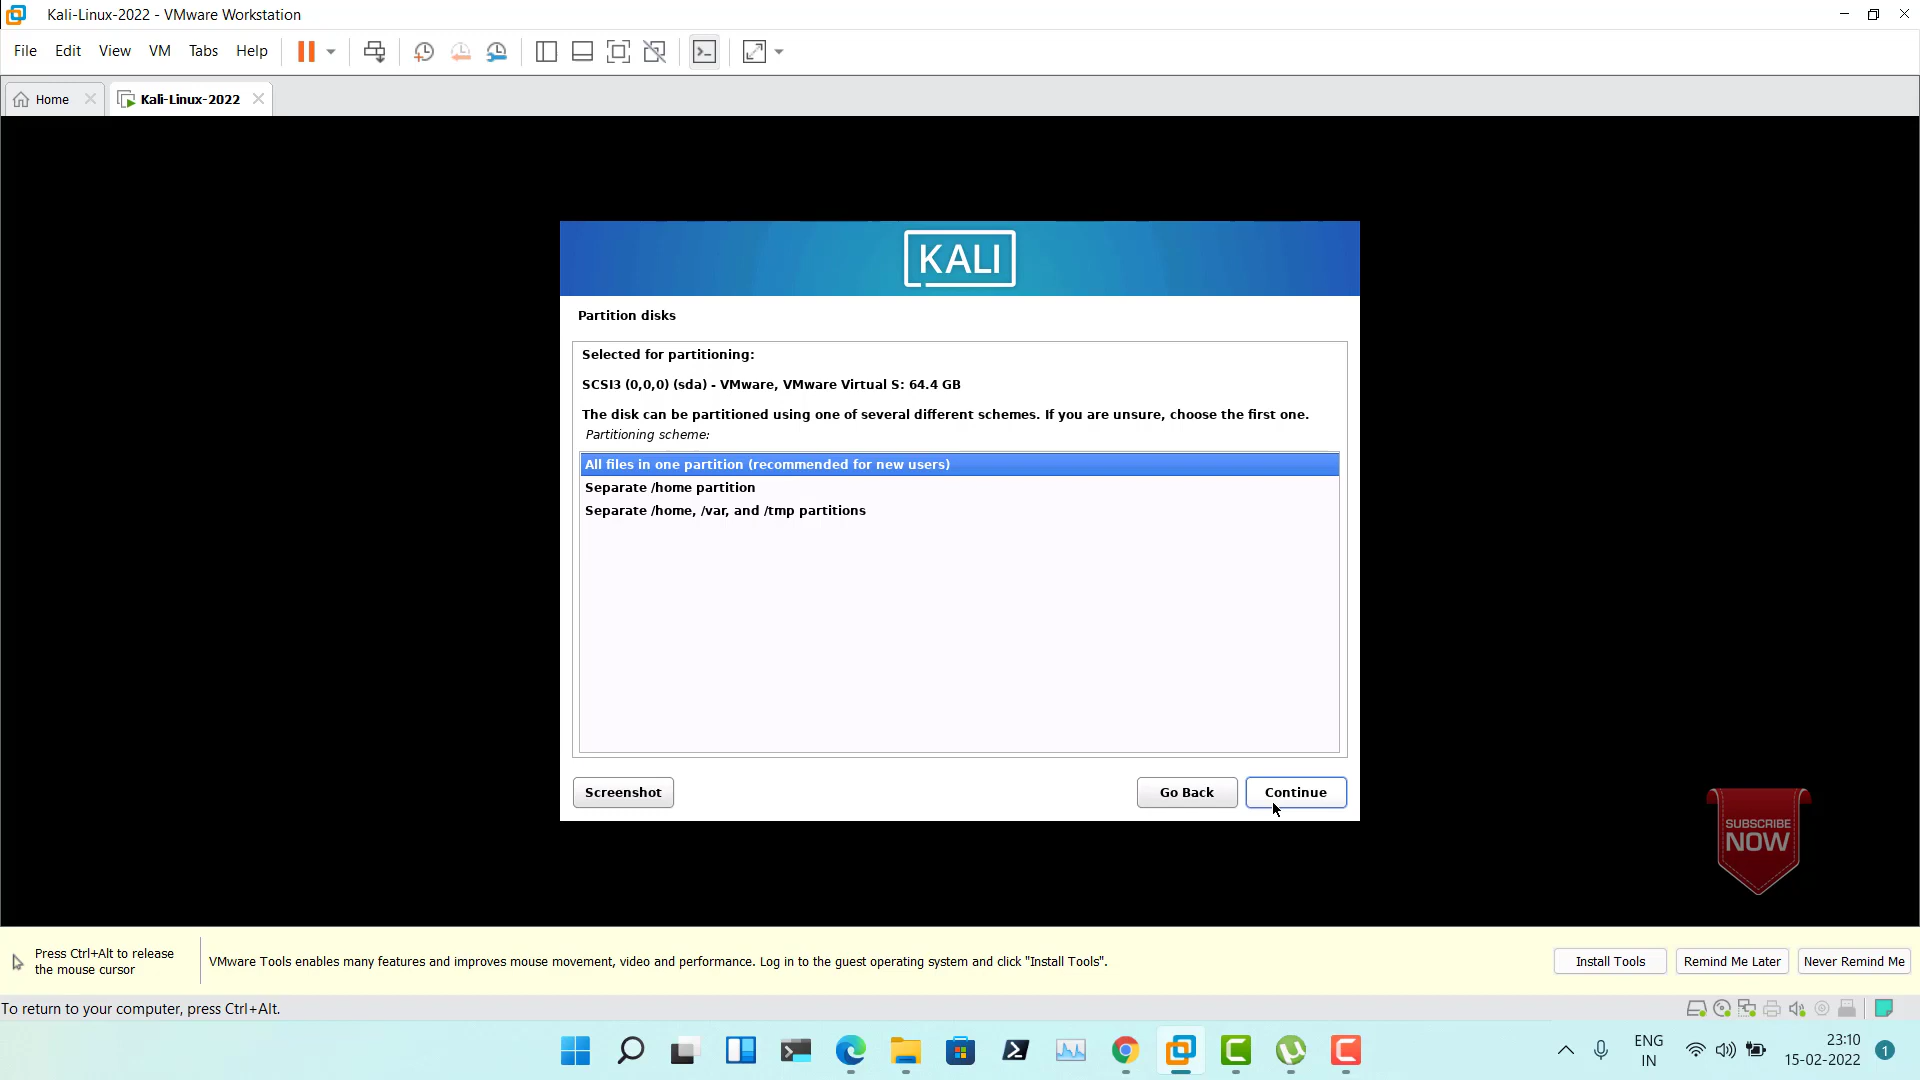 Kali-Linux-2022 - VMware Workstation
File Edit View VM Tabs Help
Home Kali-Linux-2022
KALI
Partition disks
Selected for partitioning:
SCSI3 (0,0,0) (sda) - VMware, VMware Virtual S: 64.4 GB
The disk can be partitioned using one of several different schemes. If you are unsure, choose the first one.
Partitioning scheme:
All files in one partition (recommended for new users)
Separate /home partition
Separate /home, /var, and /tmp partitions
Screenshot Go Back Continue
SUBSCRIBE
NOW
Press Ctrl+Alt to release
the mouse cursor
VMware Tools enables many features and improves mouse movement, video and performance. Log in to the guest operating system and click "Install Tools".
Install Tools Remind Me Later Never Remind Me
To return to your computer, press Ctrl+Alt.
ENG
IN
23:10
15-02-2022
1